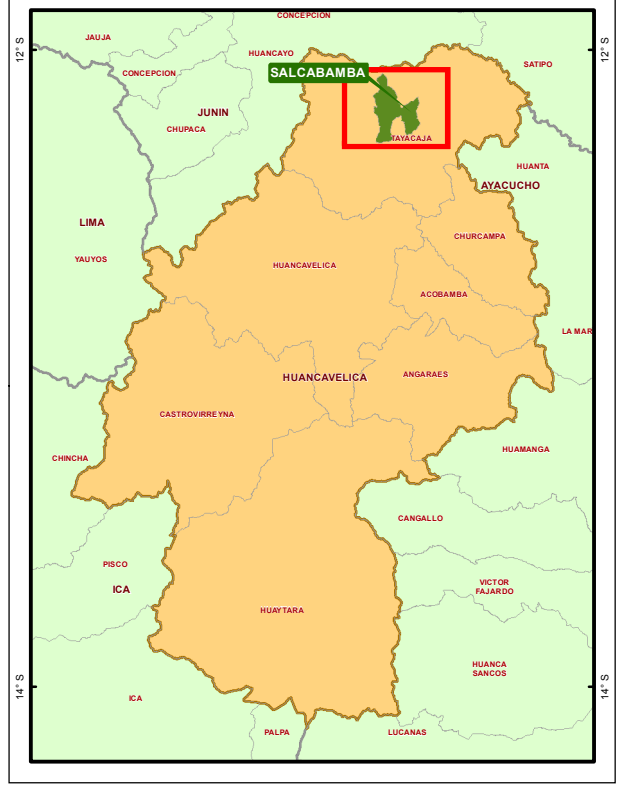 CONCEPCION
JAUJA
12° S
12° S
HUANCAYO
SATIPO
CONCEPCION
SALCABAMBA
JUNIN
CHUPACA
TAYACAJA
HUANTA
AYACUCHO
LIMA
CHURCAMPA
YAUYOS
HUANCAVELICA
ACOBAMBA
LA MAR
HUANCAVELICA
ANGARAES
CASTROVIRREYNA
HUAMANGA
CHINCHA
CANGALLO
PISCO
ICA
VICTOR
FAJARDO
HUAYTARA
HUANCA
SANCOS
14° S
14° S
ICA
PALPA
LUCANAS